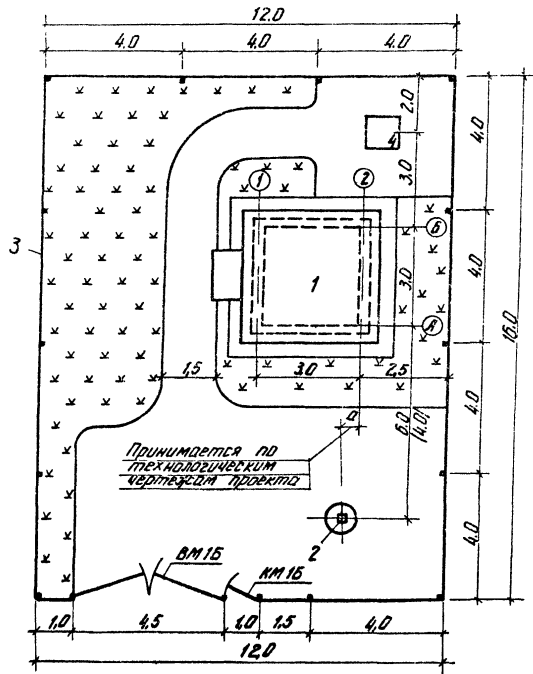 12.0
4.0 4.0 4.0
2.0
4
4.0
3.0
1 2
3
Б
1
3.0
4.0
А
16.0
1,5 3.0 2,5
а
6.0
(4.0)
4.0
Принимается по
технологическим
чертежам проекта
2
4.0
ВМ1Б КМ1Б
1,0 4,5 1,0 1,5 4,0
12.0